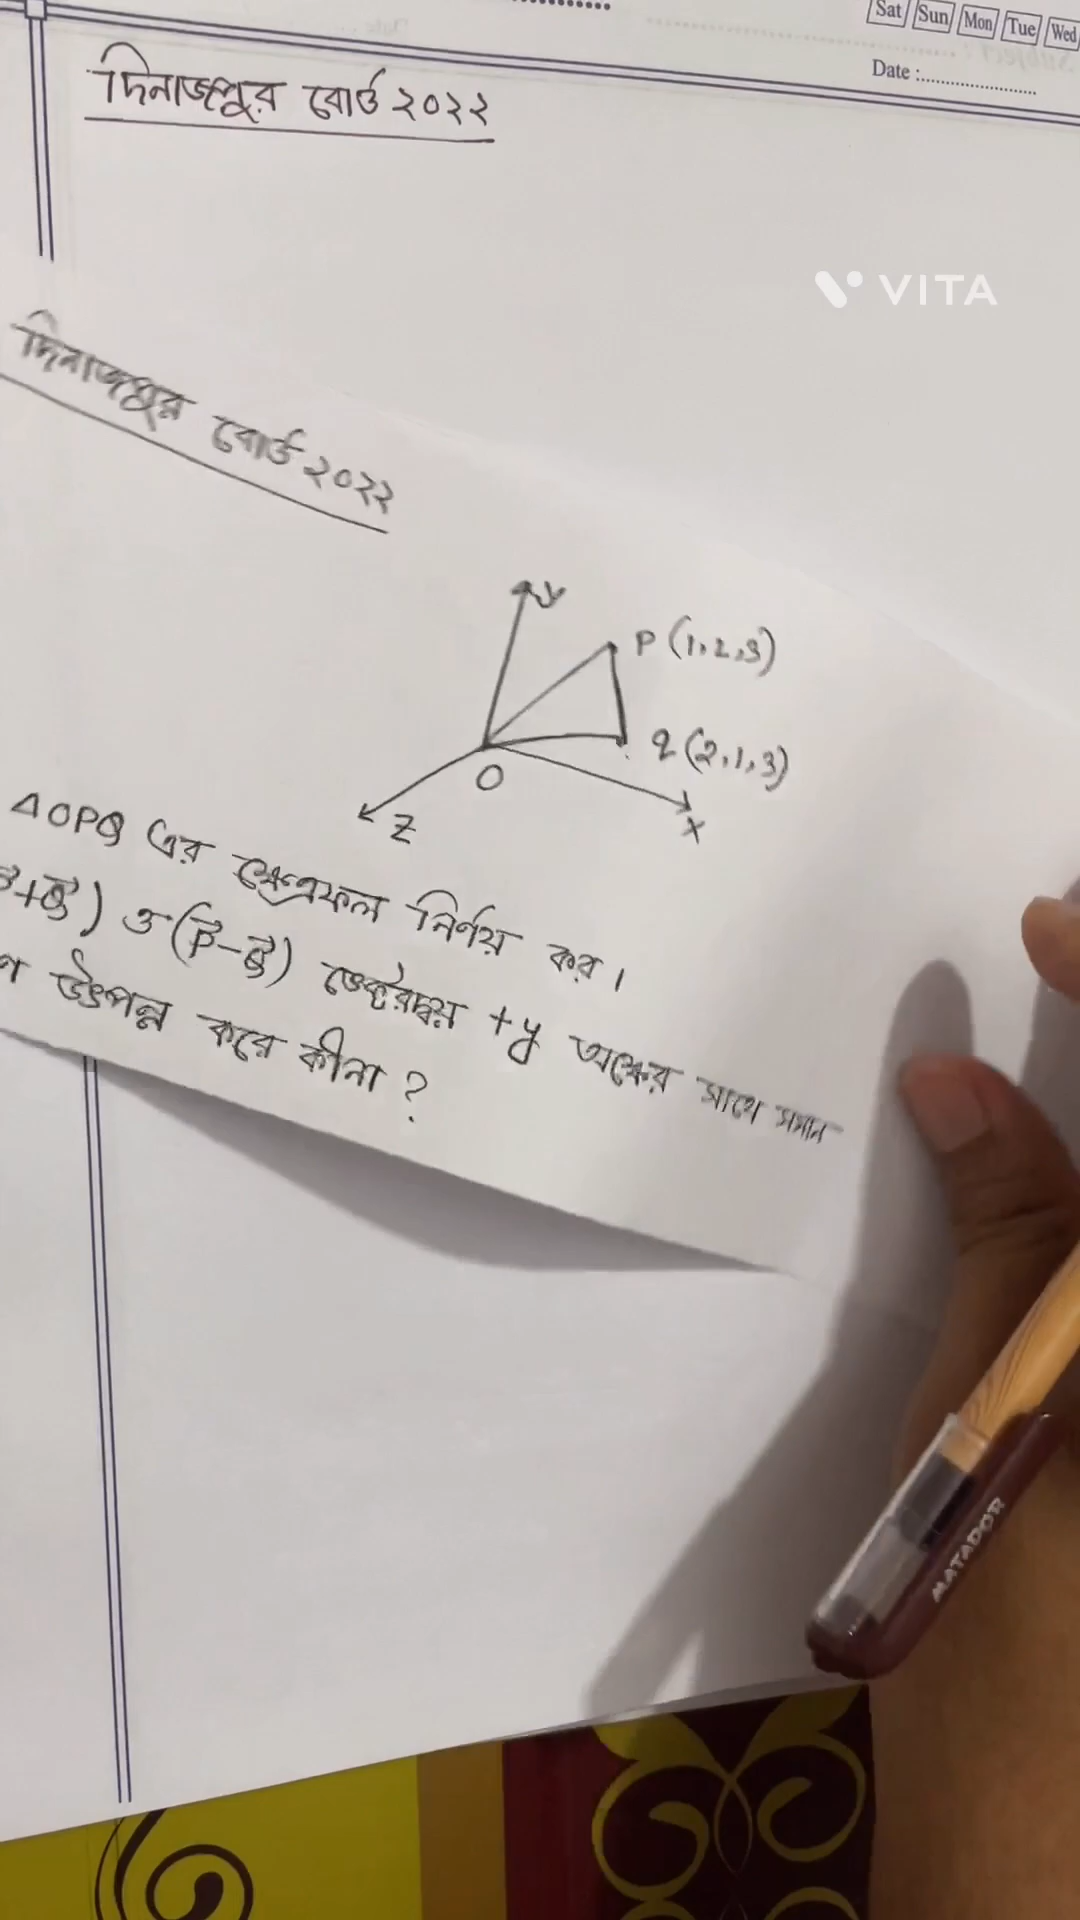 Sat Sun Mon Tue Wed
Date :
দিনাজপুর বোর্ড ২০২২
VITA
দিনাজপুর বোর্ড ২০২২
y
P (1,2,3)
q (2,1,3)
O
Z
X
ΔOPQ এর ক্ষেত্রফল নির্ণয় কর।
+Q⃗) ও (P⃗-Q⃗) ভেক্টরদ্বয় +y অক্ষের সাথে সমান
ণ উৎপন্ন করে কীনা ?
MATADOR